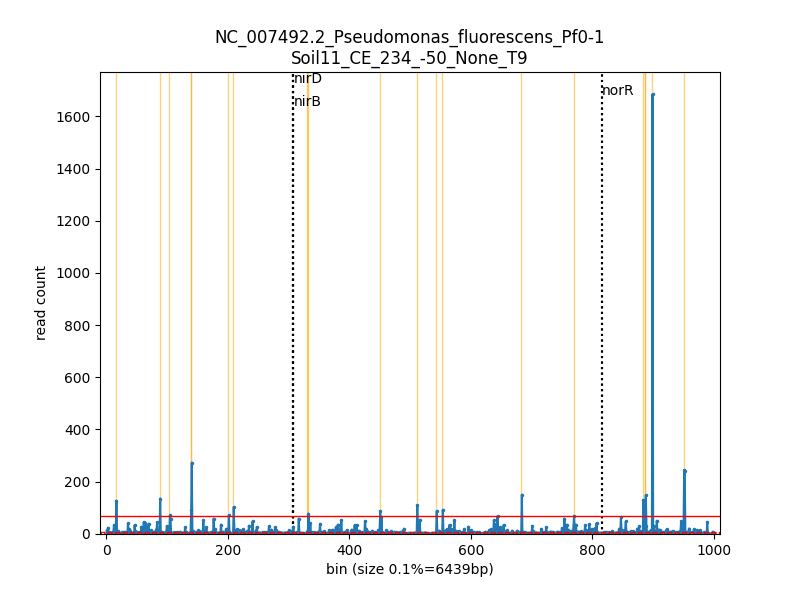 NC_007492.2_Pseudomonas_fluorescens_Pf0-1
Soil11_CE_234_-50_None_T9
nirD
nirB
norR
1600
1400
1200
1000
800
600
400
200
0
read count
0 200 400 600 800 1000
bin (size 0.1%=6439bp)